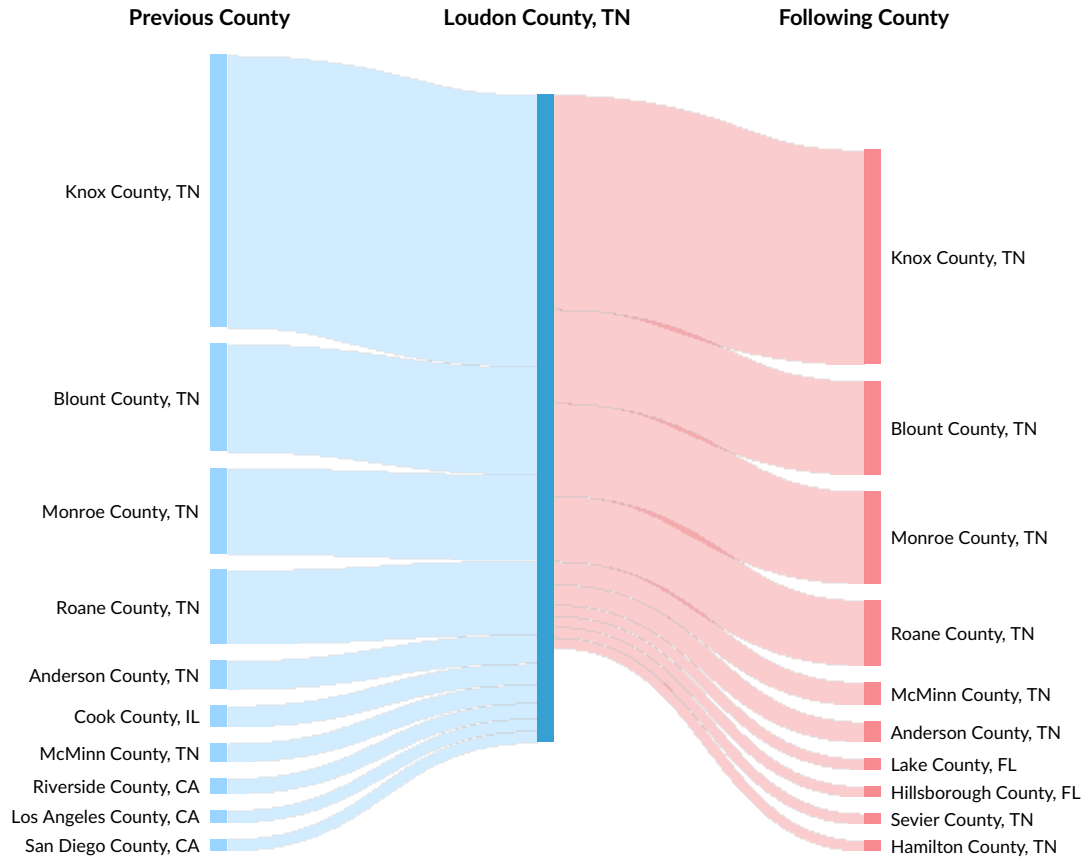 Previous County
Loudon County, TN
Following County
Knox County, TN
Blount County, TN
Monroe County, TN
Roane County, TN
Anderson County, TN
Cook County, IL
McMinn County, TN
Riverside County, CA
Los Angeles County, CA
San Diego County, CA
Knox County, TN
Blount County, TN
Monroe County, TN
Roane County, TN
McMinn County, TN
Anderson County, TN
Lake County, FL
Hillsborough County, FL
Sevier County, TN
Hamilton County, TN